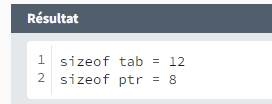 Résultat
1 sizeof tab = 12
2 sizeof ptr = 8